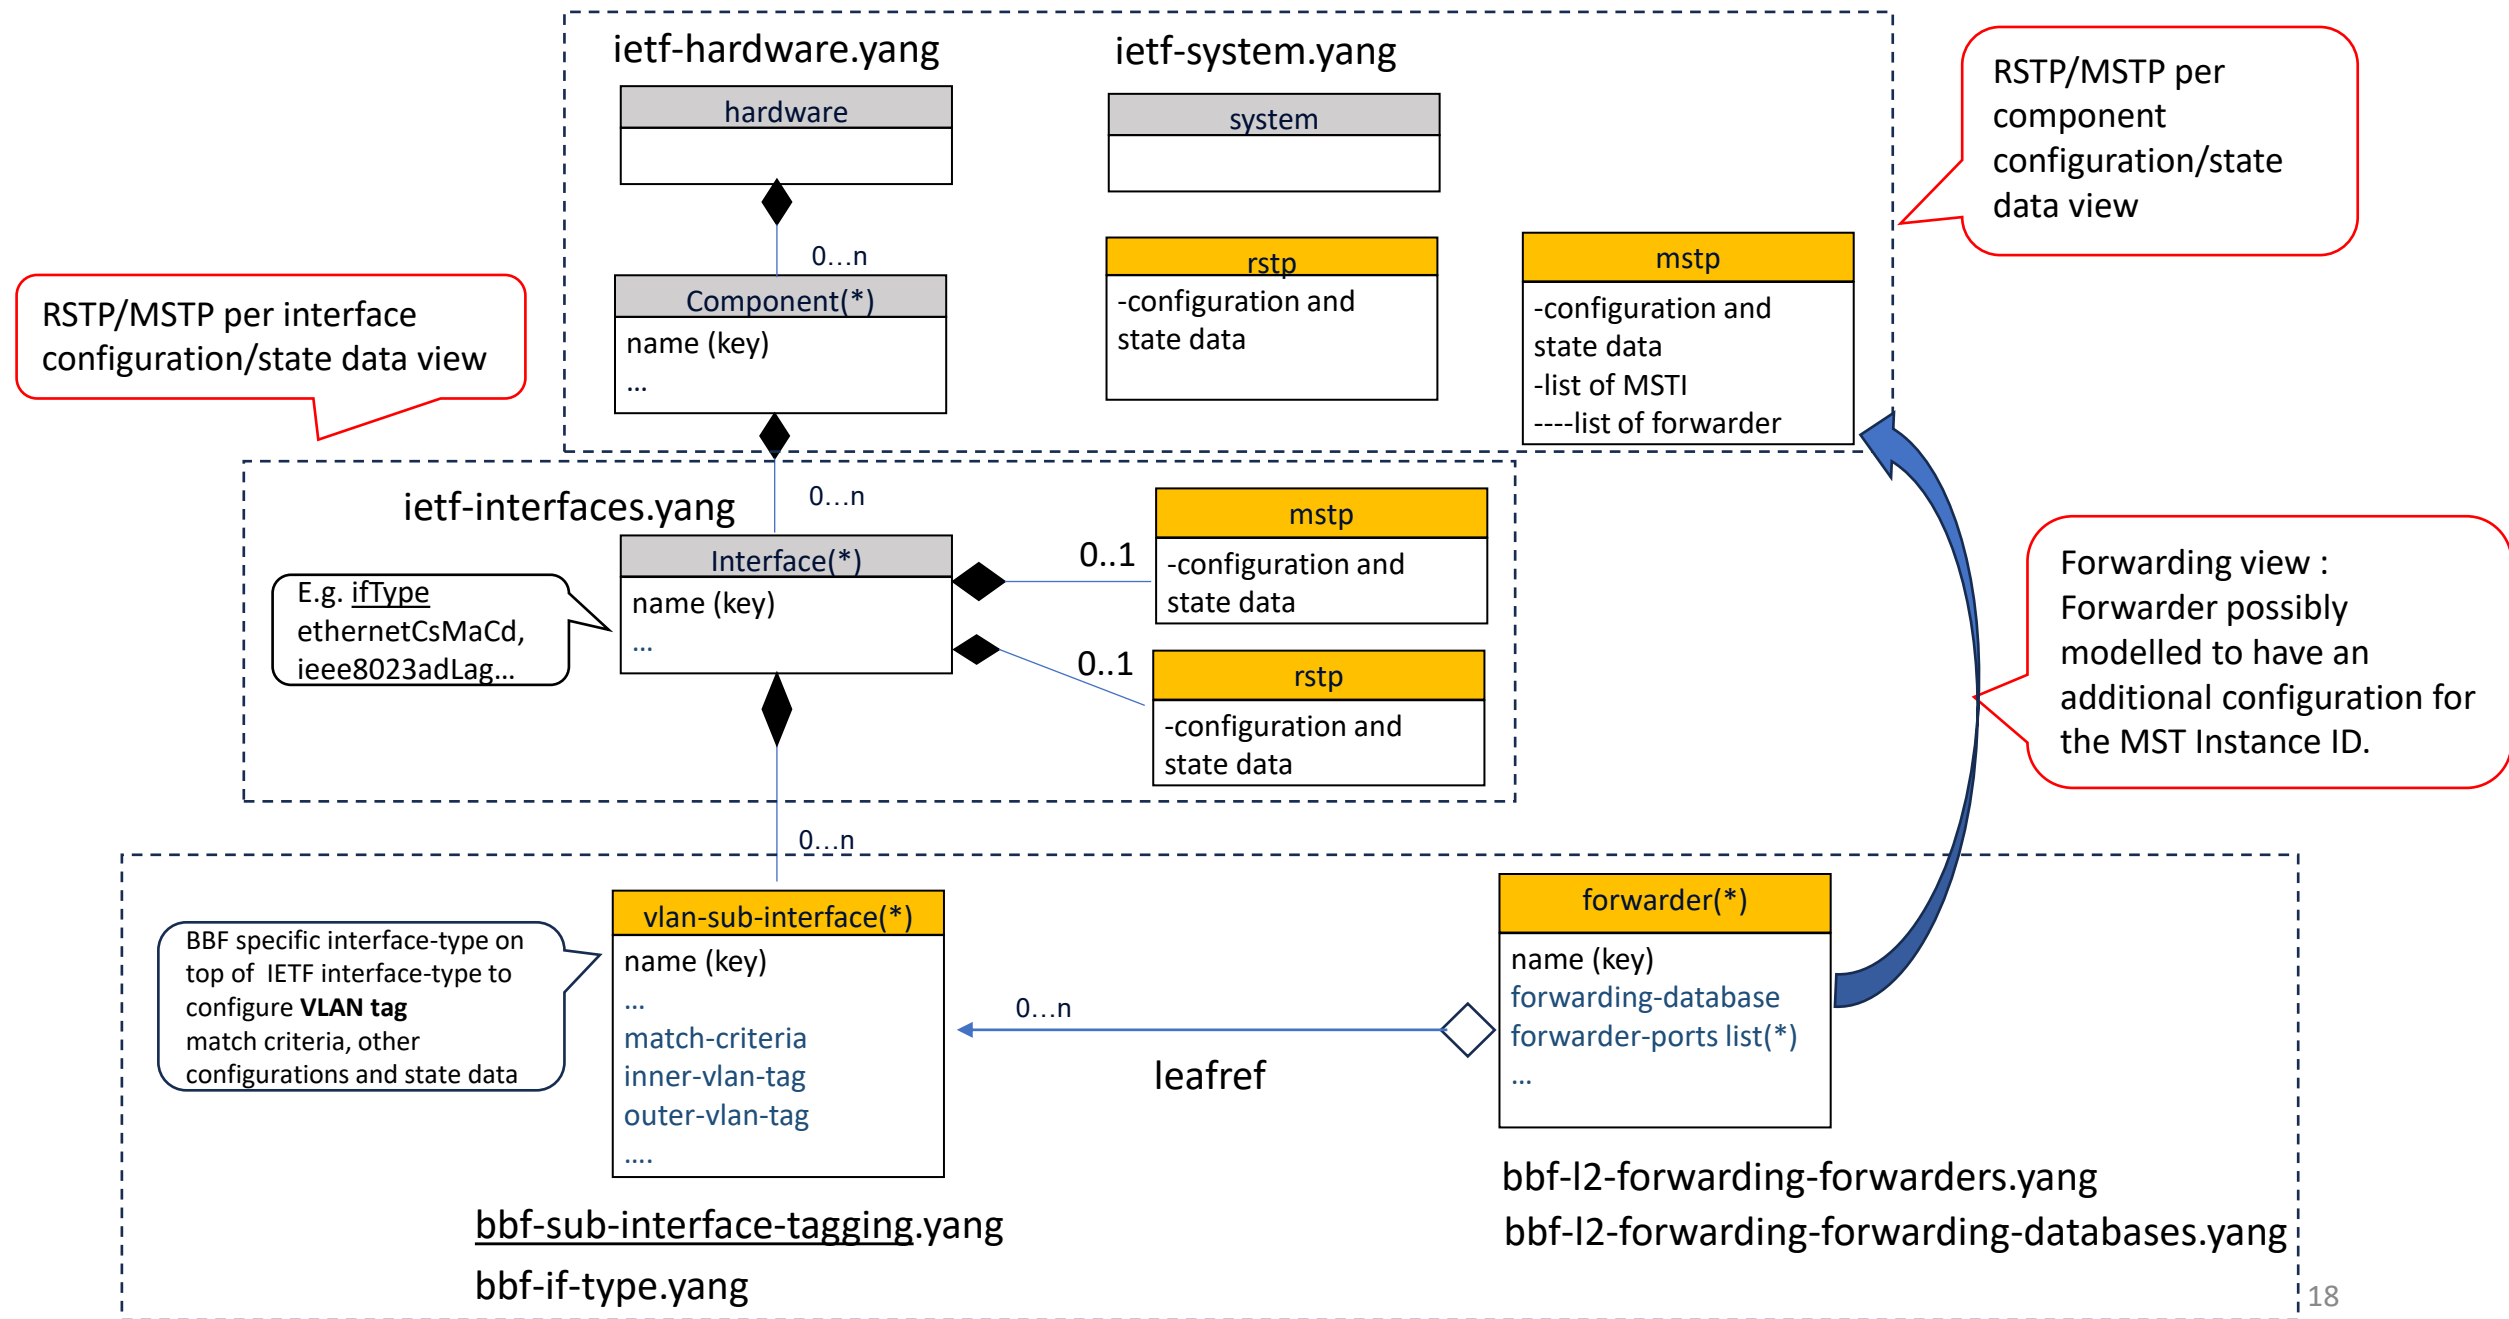 ietf-hardware.yang
ietf-system.yang
hardware
system
RSTP/MSTP per
component
configuration/state
data view
0...n
Component(*)
name (key)
...
rstp
-configuration and
state data
mstp
-configuration and
state data
-list of MSTI
----list of forwarder
RSTP/MSTP per interface
configuration/state data view
ietf-interfaces.yang
0...n
Interface(*)
name (key)
...
E.g. ifType
ethernetCsMaCd,
ieee8023adLag...
0..1
mstp
-configuration and
state data
0..1
rstp
-configuration and
state data
Forwarding view :
Forwarder possibly
modelled to have an
additional configuration for
the MST Instance ID.
0...n
BBF specific interface-type on
top of  IETF interface-type to
configure VLAN tag
match criteria, other
configurations and state data
vlan-sub-interface(*)
name (key)
...
match-criteria
inner-vlan-tag
outer-vlan-tag
....
0...n
leafref
forwarder(*)
name (key)
forwarding-database
forwarder-ports list(*)
...
bbf-sub-interface-tagging.yang
bbf-if-type.yang
bbf-l2-forwarding-forwarders.yang
bbf-l2-forwarding-forwarding-databases.yang
18